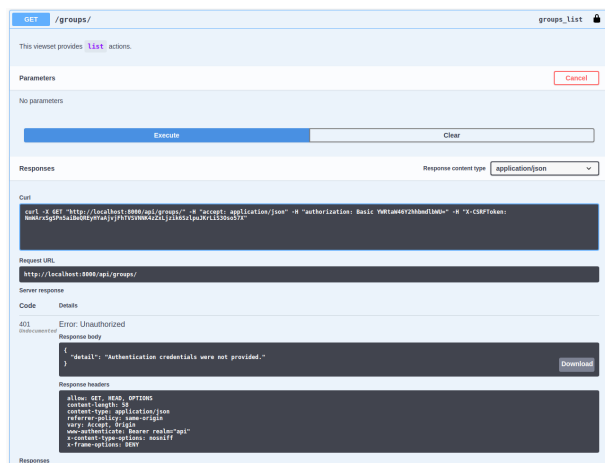 GET /groups/ groups_list
This viewset provides list actions.
Parameters Cancel
No parameters
Execute Clear
Responses Response content type application/json
Curl
curl -X GET "http://localhost:8000/api/groups/" -H "accept: application/json" -H "authorization: Basic YWRtaW46Y2hhbmdlbWU=" -H "X-CSRFToken:
Request URL
http://localhost:8000/api/groups/
Server response
Code Details
401 Error: Unauthorized
Undocumented
Response body
{
"detail": "Authentication credentials were not provided."
}
Download
Response headers
allow: GET, HEAD, OPTIONS
content-length: 58
content-type: application/json
referrer-policy: same-origin
vary: Accept, Origin
www-authenticate: Bearer realm="api"
x-content-type-options: nosniff
x-frame-options: DENY
Responses